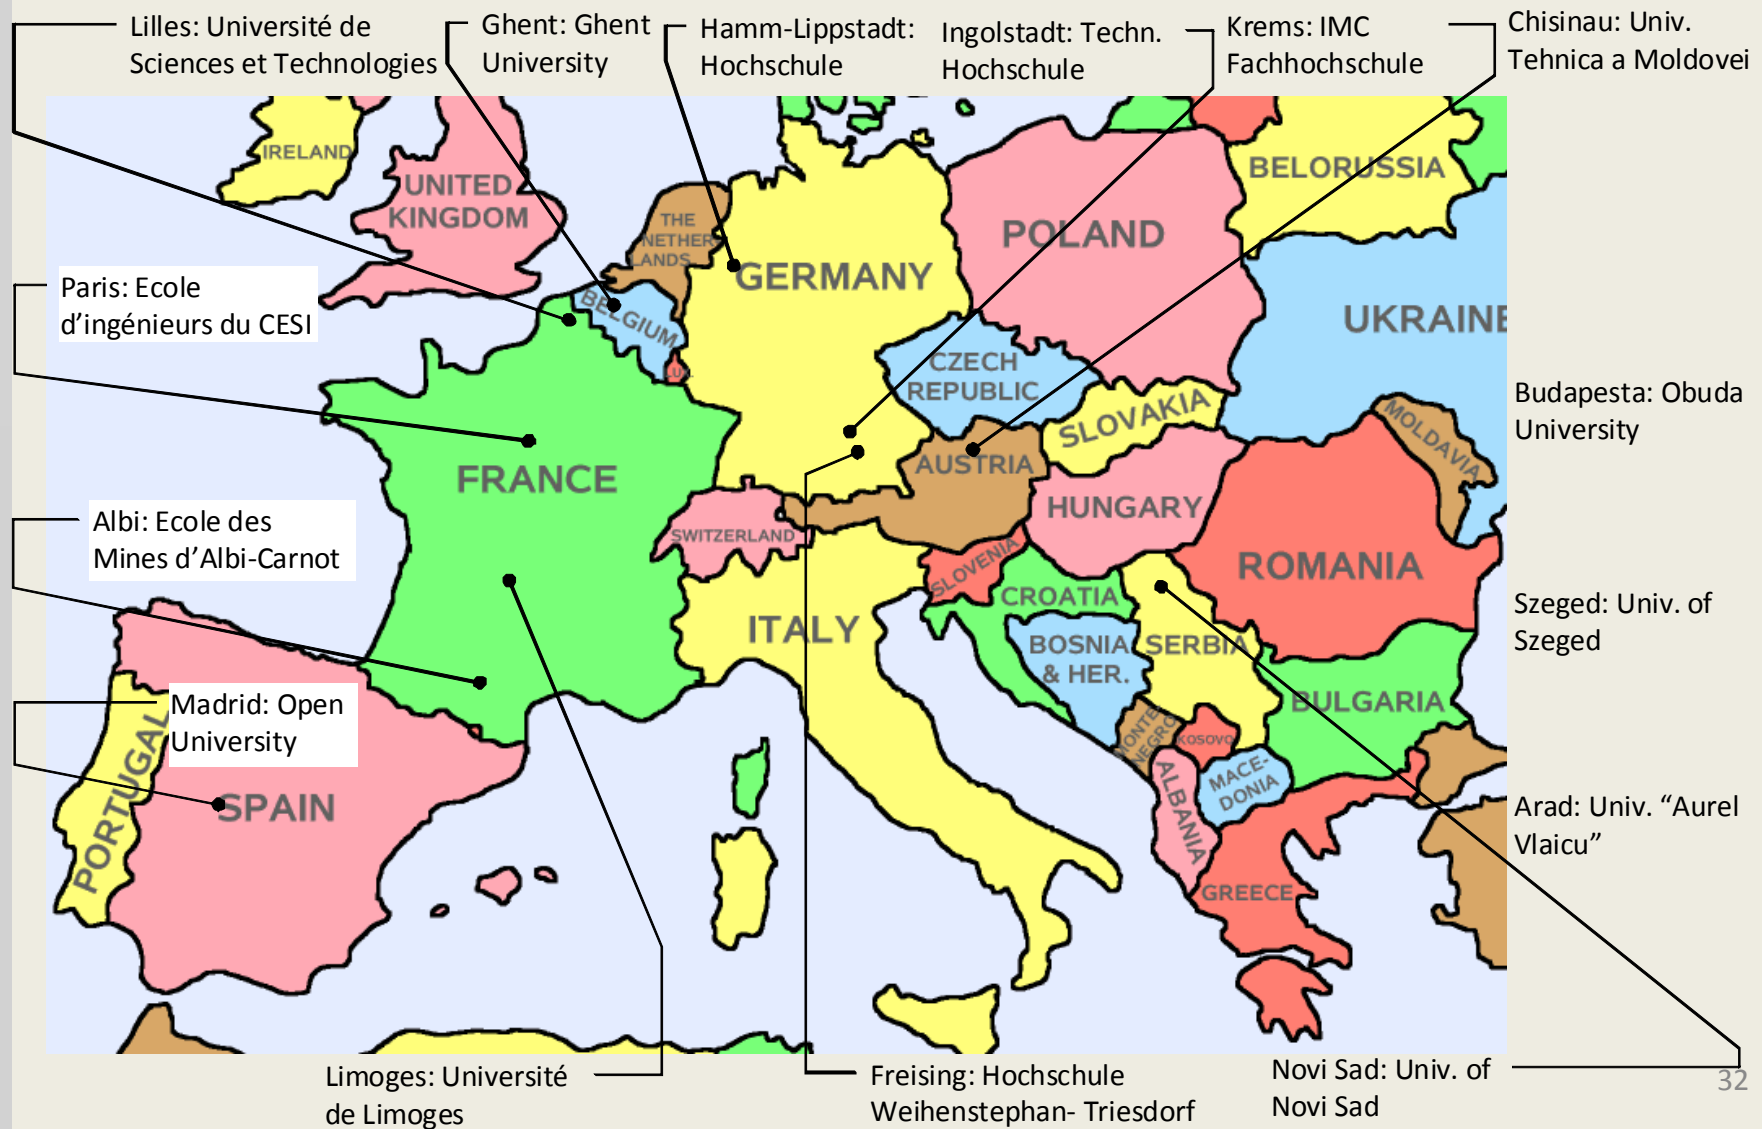 Lilles: Université de
Sciences et Technologies
Ghent: Ghent
University
Hamm-Lippstadt:
Hochschule
Ingolstadt: Techn.
Hochschule
Krems: IMC
Fachhochschule
Chisinau: Univ.
Tehnica a Moldovei
IRELAND
UNITED
KINGDOM
THE
NETHER-
LANDS
BELGIUM
LUX.
GERMANY
POLAND
BELORUSSIA
UKRAINE
Paris: Ecole
d’ingénieurs du CESI
CZECH
REPUBLIC
SLOVAKIA
MOLDAVIA
Budapesta: Obuda
University
FRANCE
AUSTRIA
HUNGARY
SWITZERLAND
SLOVENIA
ROMANIA
Albi: Ecole des
Mines d’Albi-Carnot
CROATIA
ITALY
BOSNIA
& HER.
SERBIA
Szeged: Univ. of
Szeged
BULGARIA
Madrid: Open
University
MONTE-
NEGRO
KOSOVO
MACE-
DONIA
ALBANIA
PORTUGAL
SPAIN
Arad: Univ. “Aurel
Vlaicu”
GREECE
Limoges: Université
de Limoges
Freising: Hochschule
Weihenstephan- Triesdorf
Novi Sad: Univ. of
Novi Sad
32